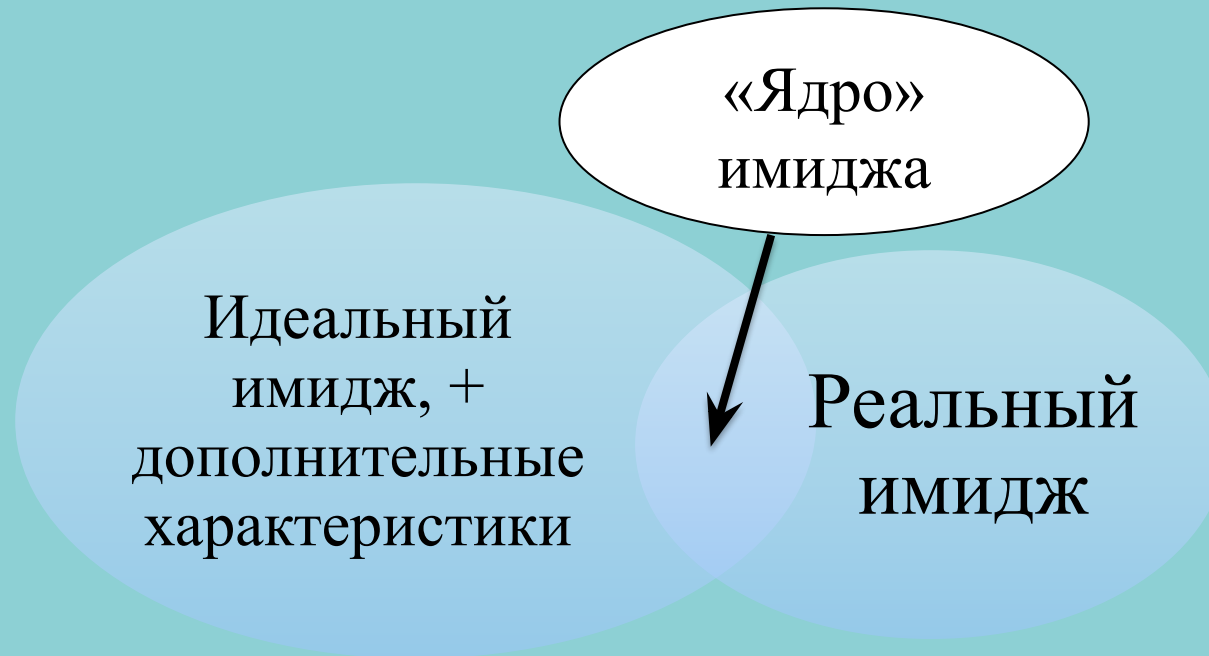 «Ядро»
имиджа
Идеальный
имидж, +
дополнительные
характеристики
Реальный
имидж